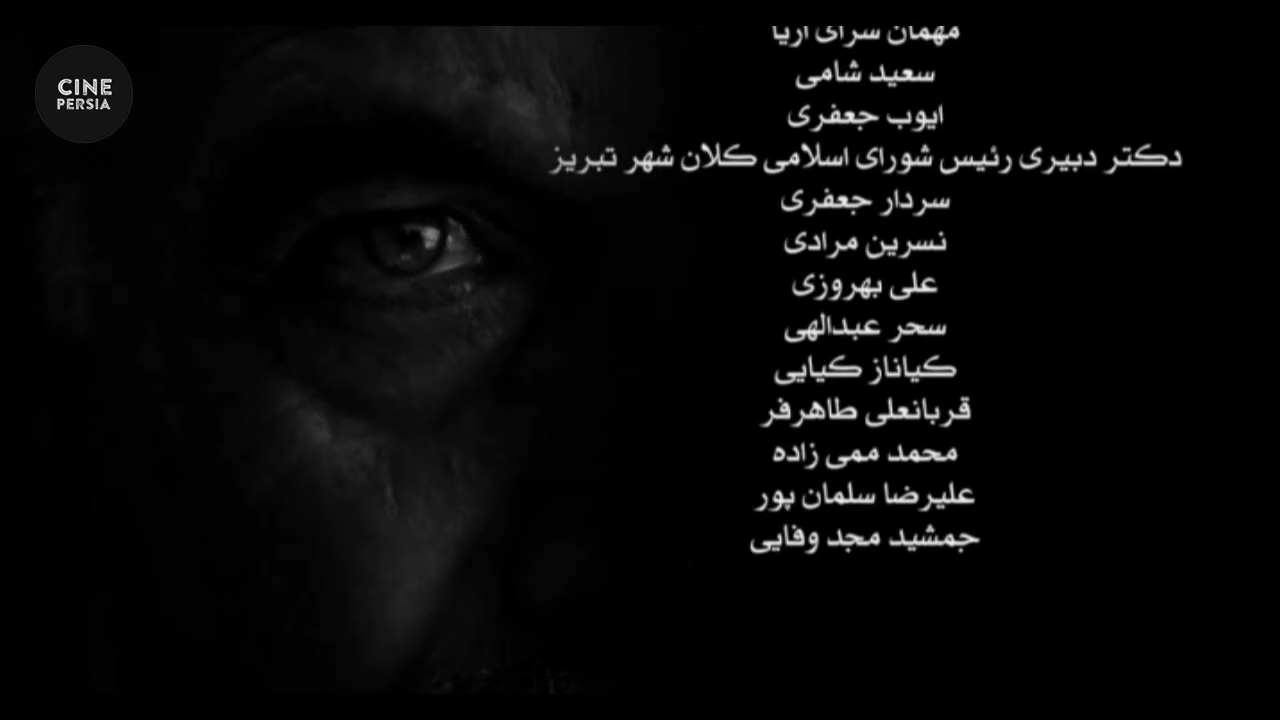 CINE
PERSIA
مهمان سرای آریا
سعید شامی
ایوب جعفری
دکتر دبیری رئیس شورای اسلامی کلان شهر تبریز
سردار جعفری
نسرین مرادی
علی بهروزی
سحر عبدالهی
کیاناز کیایی
قربانعلی طاهرفر
محمد ممی زاده
علیرضا سلمان پور
جمشید مجد وفایی